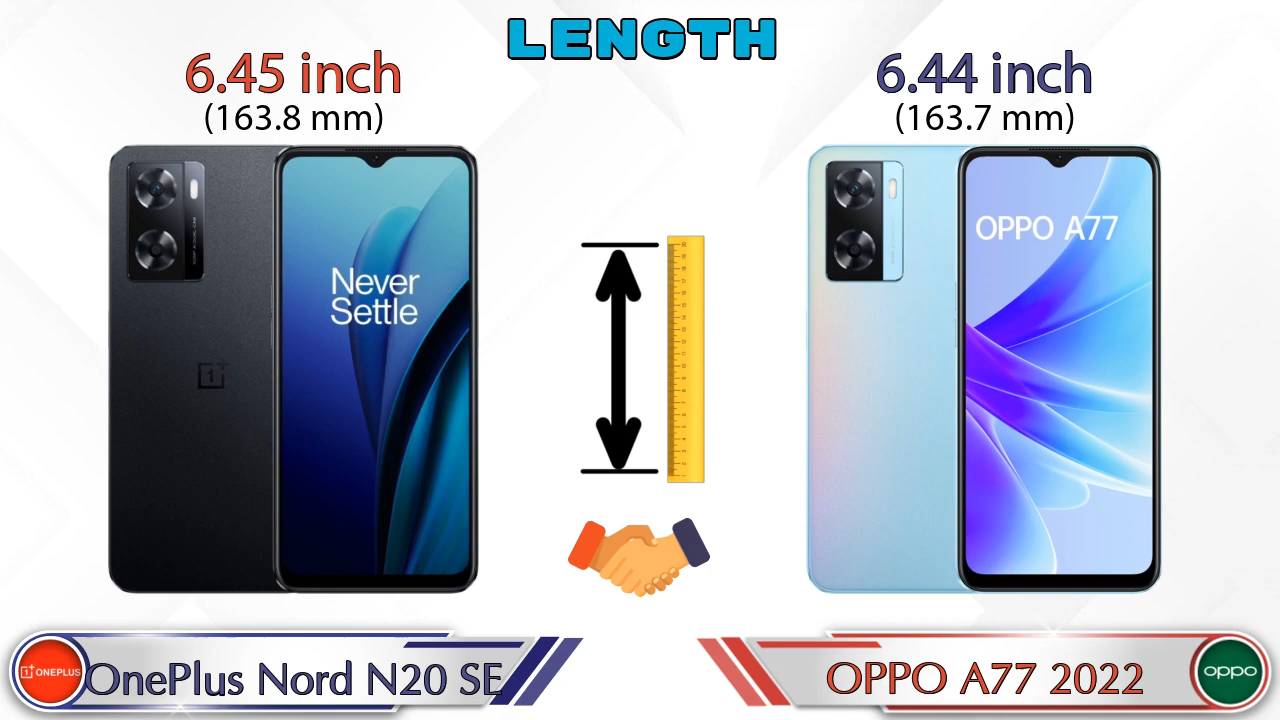 LENGTH
6.45 inch
(163.8 mm)
6.44 inch
(163.7 mm)
Never
Settle
OPPO A77
ONEPLUS
OnePlus Nord N20 SE
OPPO A77 2022
oppo